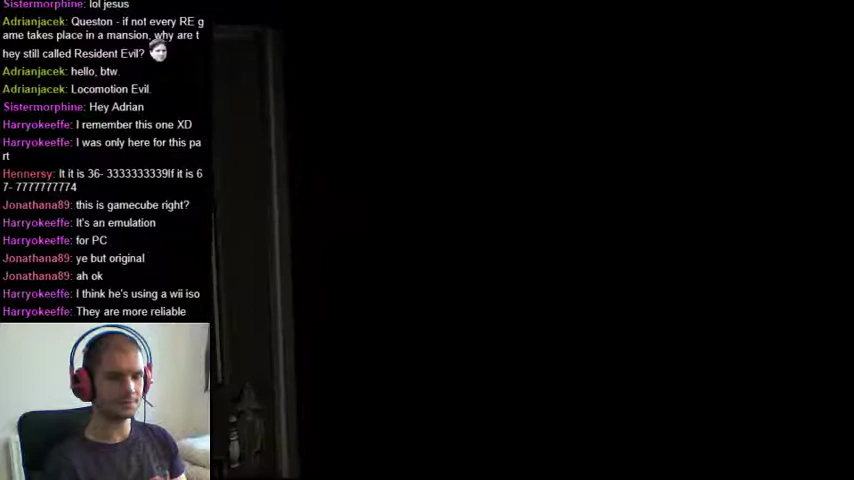 Sistermorphine: lol jesus
Adrianjacek: Queston - if not every RE g
ame takes place in a mansion, why are t
hey still called Resident Evil?
Adrianjacek: hello, btw.
Adrianjacek: Locomotion Evil.
Sistermorphine: Hey Adrian
Harryokeeffe: I remember this one XD
Harryokeeffe: I was only here for this pa
rt
Hennersy: It it is 36- 3333333339If it is 6
7- 7777777774
Jonathana89: this is gamecube right?
Harryokeeffe: It's an emulation
Harryokeeffe: for PC
Jonathana89: ye but original
Jonathana89: ah ok
Harryokeeffe: I think he's using a wii iso
Harryokeeffe: They are more reliable